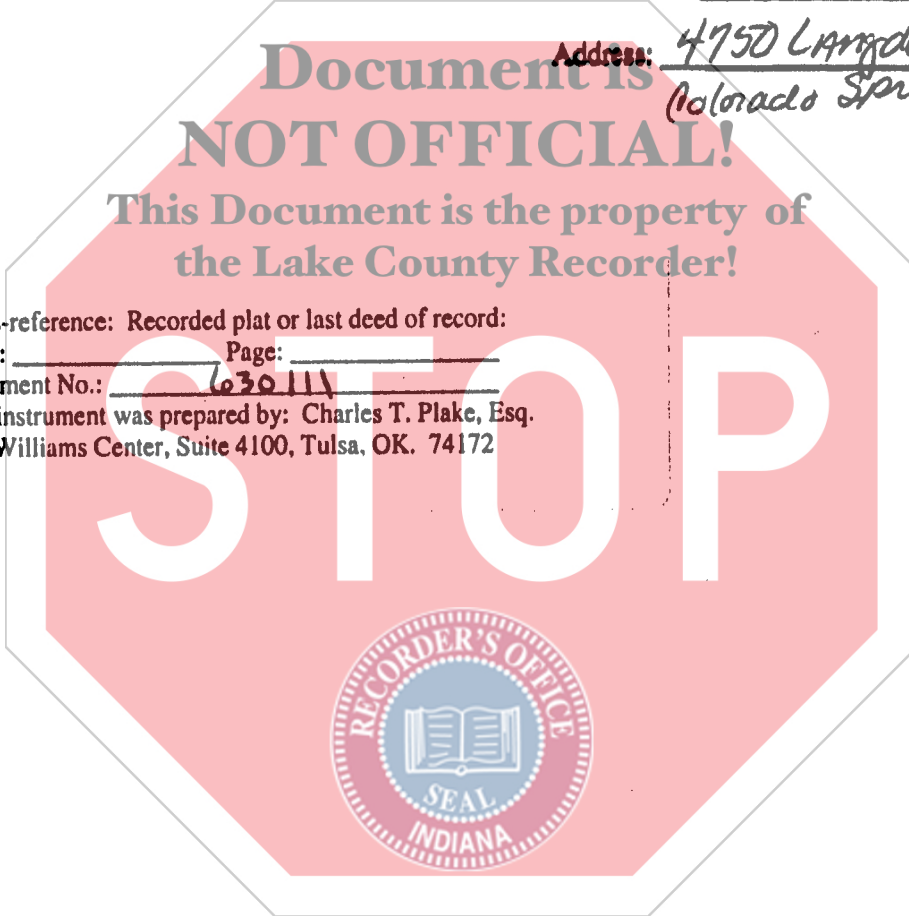 Address: 4750
Colorado
Document is
NOT OFFICIAL!
This Document is the property of
the Lake County Recorder!
-reference: Recorded plat or last deed of record:
: Page:
ment No.: 630111
instrument was prepared by: Charles T. Plake, Esq.
Williams Center, Suite 4100, Tulsa, OK. 74172
STOP
RECORDER'S OFFICE
SEAL
INDIANA